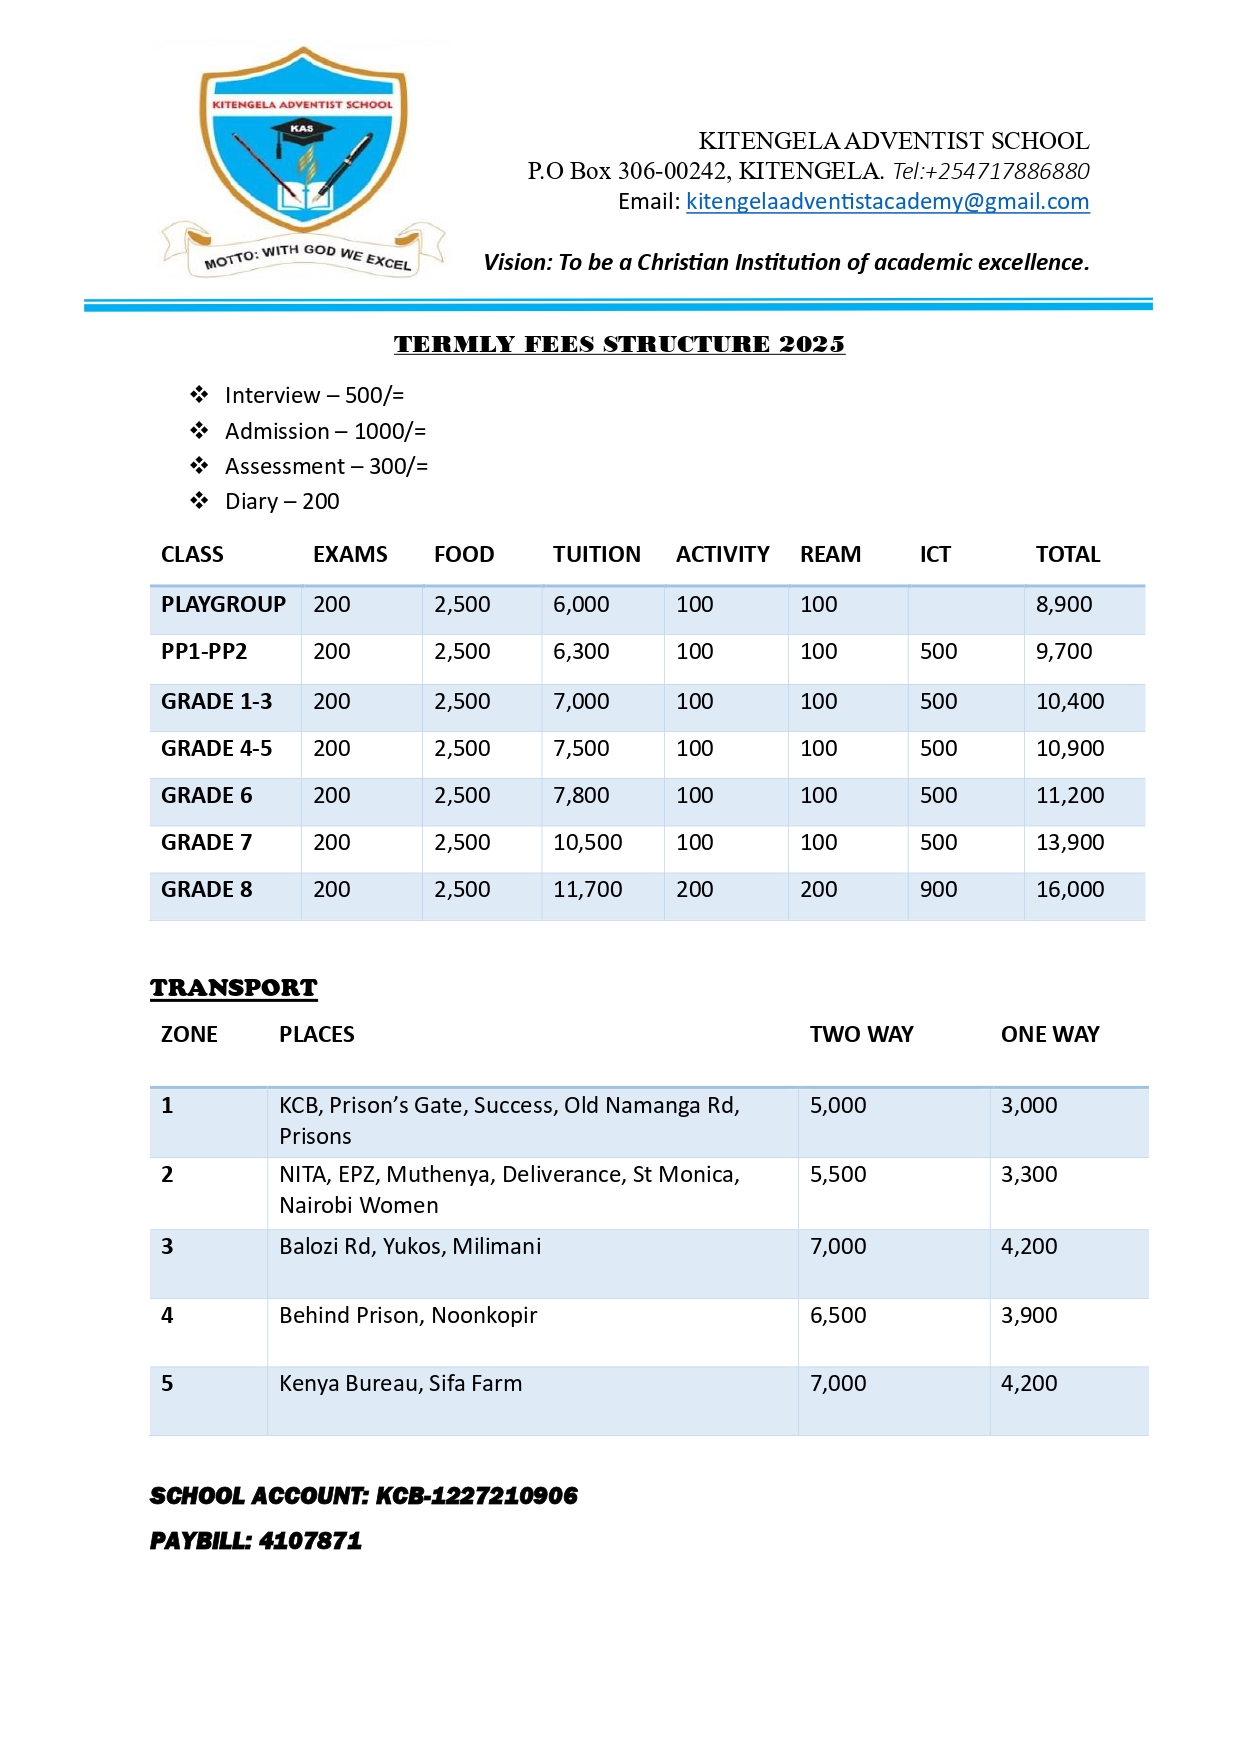 KITENGELA ADVENTIST SCHOOL
KAS
MOTTO: WITH GOD WE EXCEL
KITENGELA ADVENTIST SCHOOL
P.O Box 306-00242, KITENGELA. Tel:+254717886880
Email: kitengelaadventistacademy@gmail.com
Vision: To be a Christian Institution of academic excellence.
TERMLY FEES STRUCTURE 2025
❖ Interview – 500/=
❖ Admission – 1000/=
❖ Assessment – 300/=
❖ Diary – 200
CLASS EXAMS FOOD TUITION ACTIVITY REAM ICT TOTAL
PLAYGROUP 200 2,500 6,000 100 100 8,900
PP1-PP2 200 2,500 6,300 100 100 500 9,700
GRADE 1-3 200 2,500 7,000 100 100 500 10,400
GRADE 4-5 200 2,500 7,500 100 100 500 10,900
GRADE 6 200 2,500 7,800 100 100 500 11,200
GRADE 7 200 2,500 10,500 100 100 500 13,900
GRADE 8 200 2,500 11,700 200 200 900 16,000
TRANSPORT
ZONE PLACES TWO WAY ONE WAY
1 KCB, Prison’s Gate, Success, Old Namanga Rd, 5,000 3,000
Prisons
2 NITA, EPZ, Muthenya, Deliverance, St Monica, 5,500 3,300
Nairobi Women
3 Balozi Rd, Yukos, Milimani 7,000 4,200
4 Behind Prison, Noonkopir 6,500 3,900
5 Kenya Bureau, Sifa Farm 7,000 4,200
SCHOOL ACCOUNT: KCB-1227210906
PAYBILL: 4107871